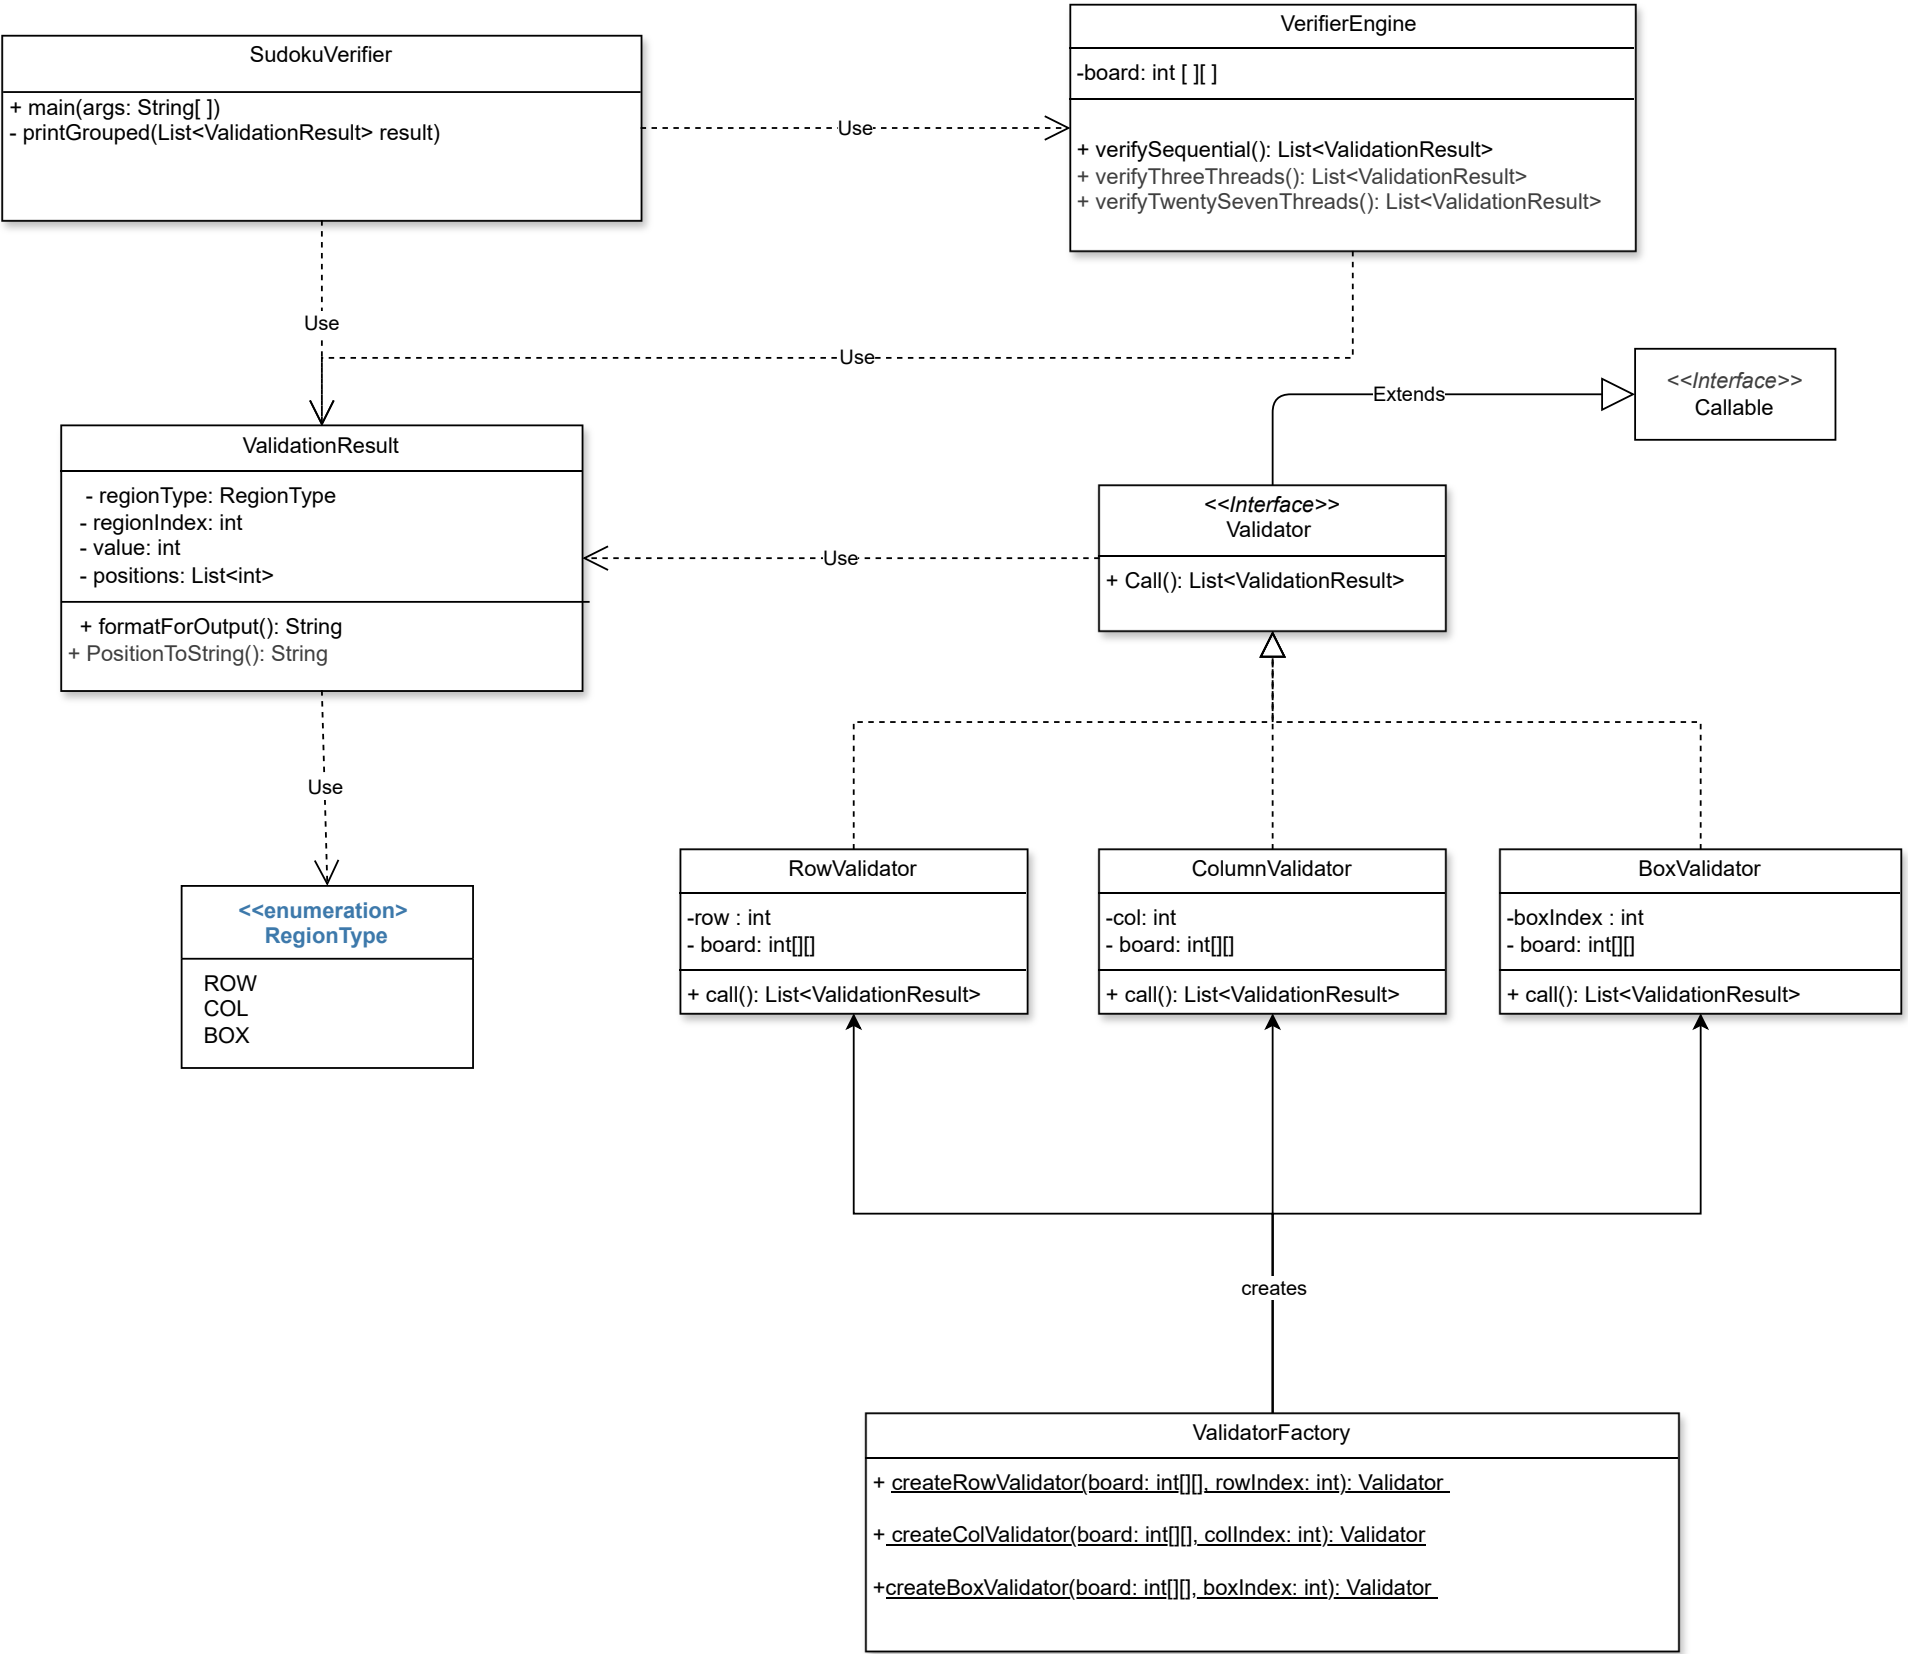 SudokuVerifier
+ main(args: String[ ])
- printGrouped(List<ValidationResult> result)
Use
VerifierEngine
-board: int [ ][ ]
+ verifySequential(): List<ValidationResult>
+ verifyThreeThreads(): List<ValidationResult>
+ verifyTwentySevenThreads(): List<ValidationResult>
Use
Use
Extends
<<Interface>>
Callable
ValidationResult
- regionType: RegionType
- regionIndex: int
- value: int
- positions: List<int>
+ formatForOutput(): String
+ PositionToString(): String
Use
<<Interface>>
Validator
+ Call(): List<ValidationResult>
Use
<<enumeration>
RegionType
ROW
COL
BOX
RowValidator
-row : int
- board: int[][]
+ call(): List<ValidationResult>
ColumnValidator
-col: int
- board: int[][]
+ call(): List<ValidationResult>
BoxValidator
-boxIndex : int
- board: int[][]
+ call(): List<ValidationResult>
creates
ValidatorFactory
+ createRowValidator(board: int[][], rowIndex: int): Validator
+ createColValidator(board: int[][], colIndex: int): Validator
+createBoxValidator(board: int[][], boxIndex: int): Validator